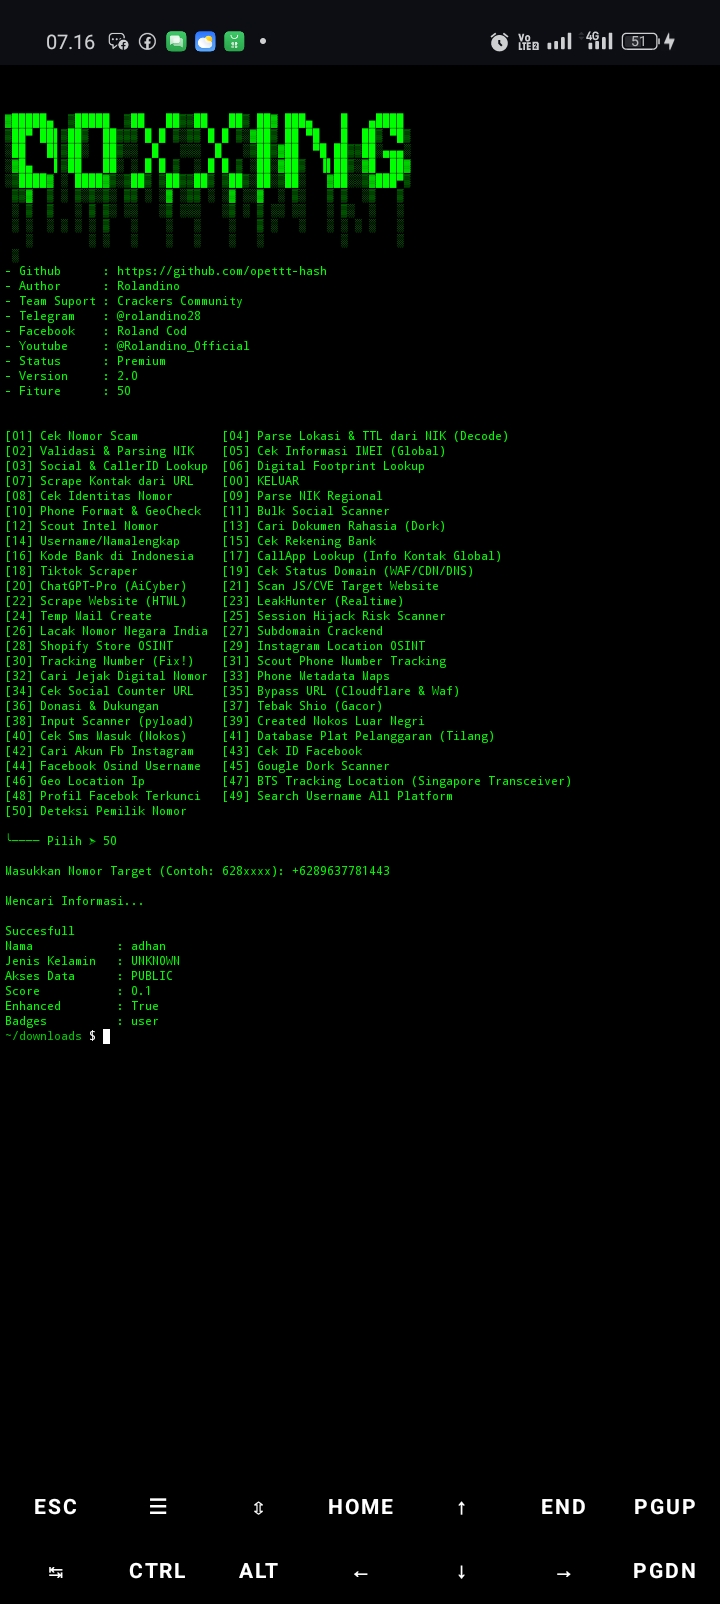 07.16 Vo LTE2 4G 51
DOXXING
- Github : https://github.com/opettt-hash
- Author : Rolandino
- Team Suport : Crackers Community
- Telegram : @rolandino28
- Facebook : Roland Cod
- Youtube : @Rolandino_Official
- Status : Premium
- Version : 2.0
- Fiture : 50
[01] Cek Nomor Scam [04] Parse Lokasi & TTL dari NIK (Decode)
[02] Validasi & Parsing NIK [05] Cek Informasi IMEI (Global)
[03] Social & CallerID Lookup [06] Digital Footprint Lookup
[07] Scrape Kontak dari URL [00] KELUAR
[08] Cek Identitas Nomor [09] Parse NIK Regional
[10] Phone Format & GeoCheck [11] Bulk Social Scanner
[12] Scout Intel Nomor [13] Cari Dokumen Rahasia (Dork)
[14] Username/Namalengkap [15] Cek Rekening Bank
[16] Kode Bank di Indonesia [17] CallApp Lookup (Info Kontak Global)
[18] Tiktok Scraper [19] Cek Status Domain (WAF/CDN/DNS)
[20] ChatGPT-Pro (AiCyber) [21] Scan JS/CVE Target Website
[22] Scrape Website (HTML) [23] LeakHunter (Realtime)
[24] Temp Mail Create [25] Session Hijack Risk Scanner
[26] Lacak Nomor Negara India [27] Subdomain Crackend
[28] Shopify Store OSINT [29] Instagram Location OSINT
[30] Tracking Number (Fix!) [31] Scout Phone Number Tracking
[32] Cari Jejak Digital Nomor [33] Phone Metadata Maps
[34] Cek Social Counter URL [35] Bypass URL (Cloudflare & Waf)
[36] Donasi & Dukungan [37] Tebak Shio (Gacor)
[38] Input Scanner (pyload) [39] Created Nokos Luar Negri
[40] Cek Sms Masuk (Nokos) [41] Database Plat Pelanggaran (Tilang)
[42] Cari Akun Fb Instagram [43] Cek ID Facebook
[44] Facebook Osind Username [45] Gougle Dork Scanner
[46] Geo Location Ip [47] BTS Tracking Location (Singapore Transceiver)
[48] Profil Facebok Terkunci [49] Search Username All Platform
[50] Deteksi Pemilik Nomor
╰──── Pilih ➤ 50
Masukkan Nomor Target (Contoh: 628xxxx): +6289637781443
Mencari Informasi...
Succesfull
Nama : adhan
Jenis Kelamin : UNKNOWN
Akses Data : PUBLIC
Score : 0.1
Enhanced : True
Badges : user
~/downloads $
ESC ☰ ⇳ HOME ↑ END PGUP
↹ CTRL ALT ← ↓ → PGDN